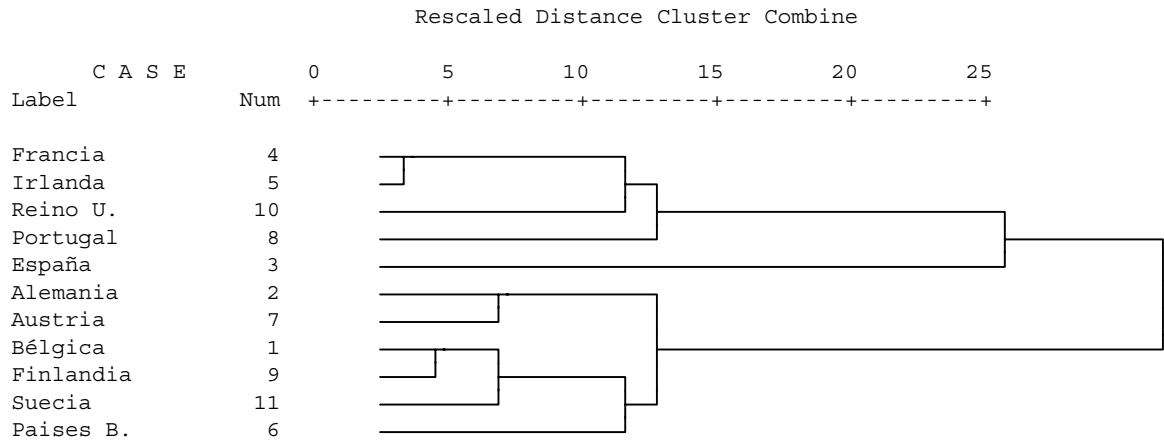 Rescaled Distance Cluster Combine
C A S E 0 5 10 15 20 25
Label Num +---------+---------+---------+---------+---------+
Francia 4
Irlanda 5
Reino U. 10
Portugal 8
España 3
Alemania 2
Austria 7
Bélgica 1
Finlandia 9
Suecia 11
Paises B. 6